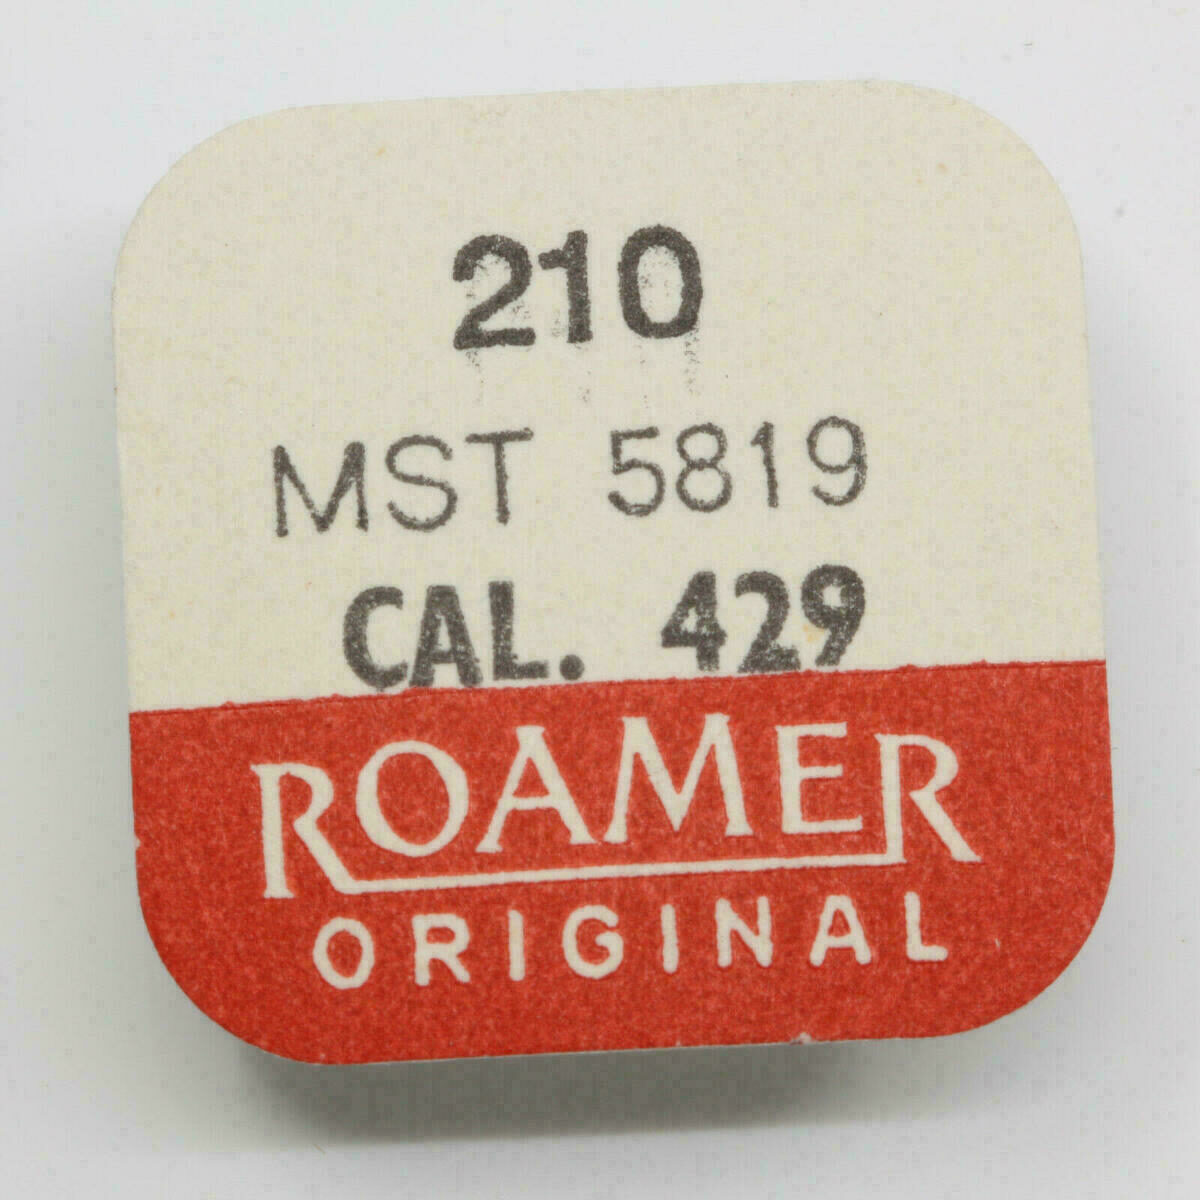 210
MST 5819
CAL. 429
ROAMER
ORIGINAL